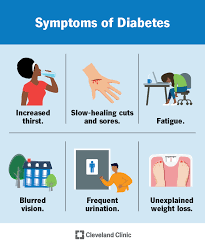 Symptoms of Diabetes
Increased
thirst.
Slow-healing cuts
and sores.
Fatigue.
Blurred
vision.
Frequent
urination.
Unexplained
weight loss.
Cleveland Clinic